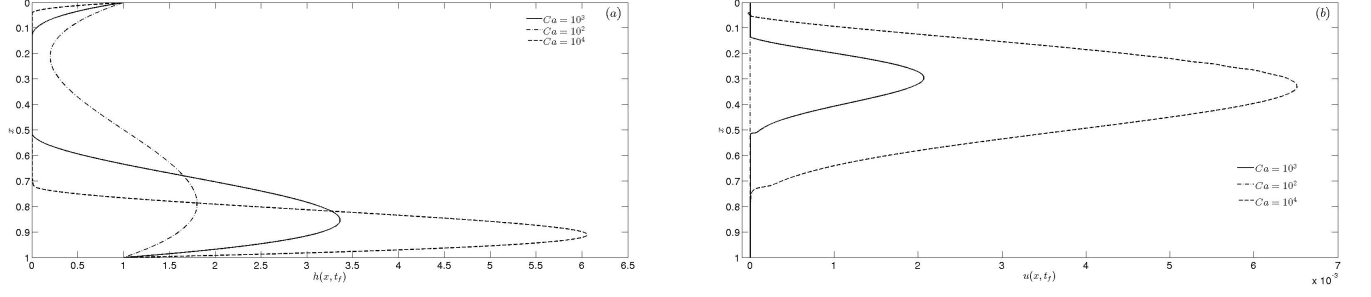 (a)
Ca = 10³
Ca = 10²
Ca = 10⁴
0
0.1
0.2
0.3
0.4
0.5
0.6
0.7
0.8
0.9
1
x
0 0.5 1 1.5 2 2.5 3 3.5 4 4.5 5 5.5 6 6.5
h(x, t_f)
(b)
0
0.1
0.2
0.3
0.4
0.5
0.6
0.7
0.8
0.9
1
x
Ca = 10³
Ca = 10²
Ca = 10⁴
0 1 2 3 4 5 6 7
u(x, t_f)
x 10⁻³